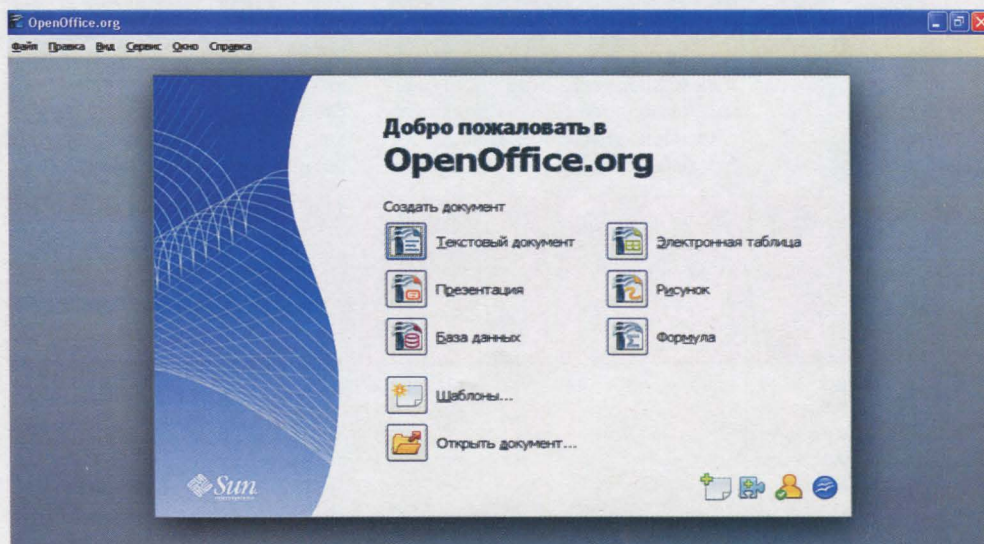 OpenOffice.org
Файл Правка Вид Сервис Окно Справка
Добро пожаловать в
OpenOffice.org
Создать документ
Текстовый документ
Электронная таблица
Презентация
Рисунок
База данных
Формула
Шаблоны...
Открыть документ...
Sun